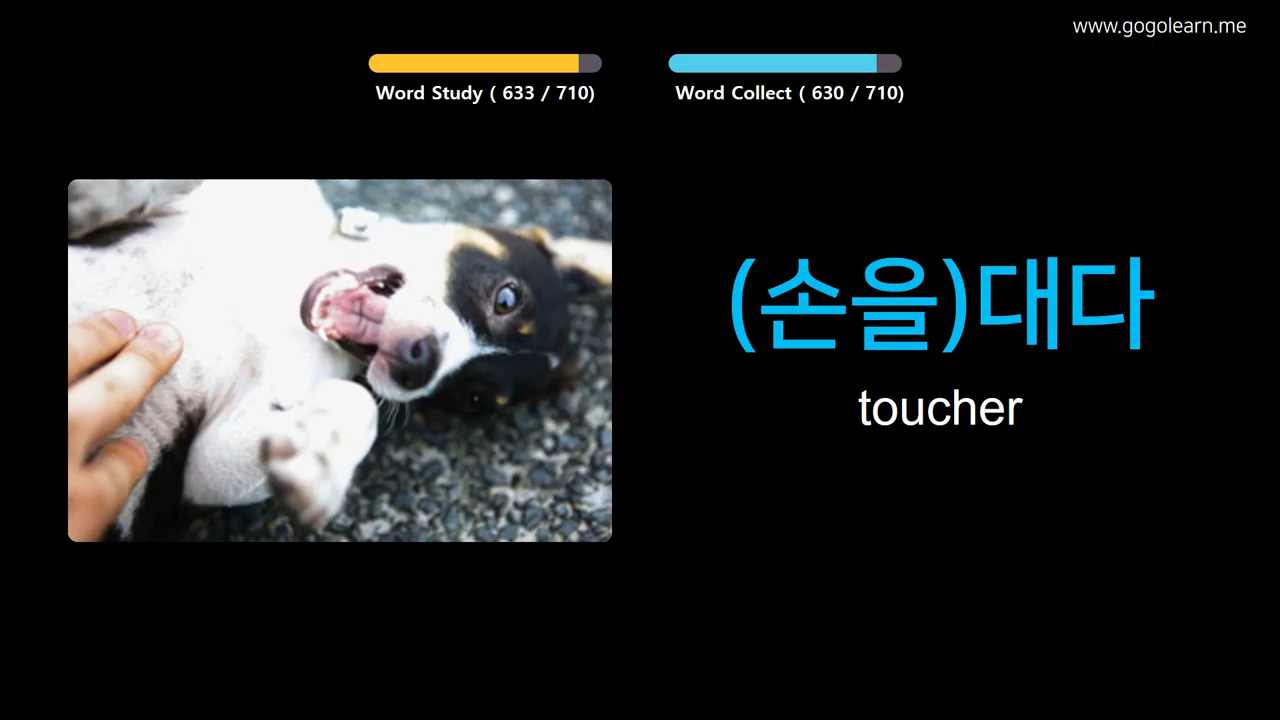 www.gogolearn.me
Word Study ( 633 / 710)
Word Collect ( 630 / 710)
(손을)대다
toucher